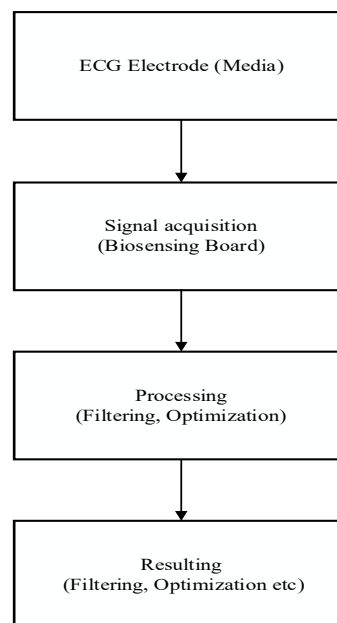 ECG Electrode (Media)
Signal acquisition
(Biosensing Board)
Processing
(Filtering, Optimization)
Resulting
(Filtering, Optimization etc)